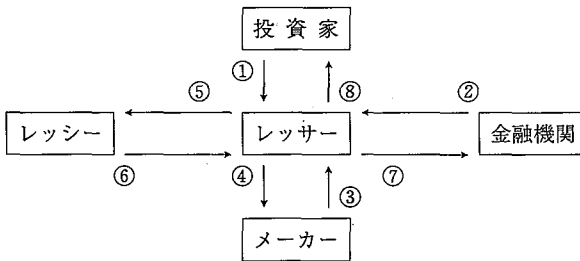 投資家
① ⑧
⑤ ②
レッシー レッサー 金融機関
⑥ ④ ③ ⑦
メーカー